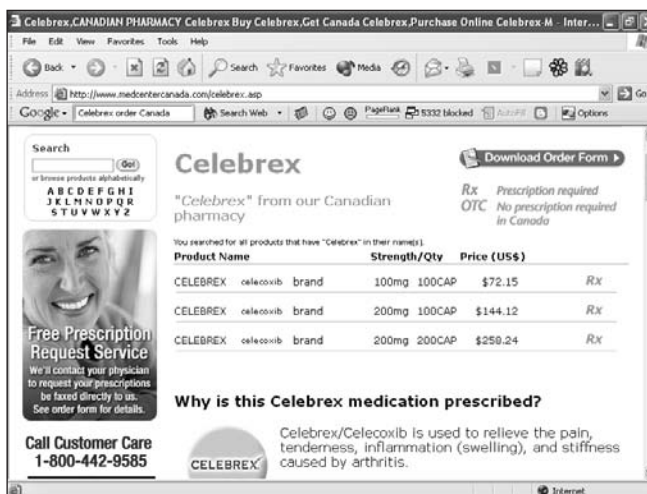 Celebrex,CANADIAN PHARMACY Celebrex Buy Celebrex,Get Canada Celebrex,Purchase Online Celebrex-M - Inter...
File Edit View Favorites Tools Help
Back Search Favorites Media
Address http://www.medcentercanada.com/celebrex.asp Go
Google Celebrex order Canada Search Web PageRank 5332 blocked AutoFill Options
Search
Go!
or browse products alphabetically
A B C D E F G H I
J K L M N O P Q R
S T U V W X Y Z
Free Prescription
Request Service
We'll contact your physician
to request your prescriptions
be faxed directly to us.
See order form for details.
Call Customer Care
1-800-442-9585
Celebrex
"Celebrex" from our Canadian
pharmacy
Download Order Form
Rx Prescription required
OTC No prescription required
in Canada
You searched for all products that have "Celebrex" in their name[s].
Product Name Strength/Qty Price (US$)
CELEBREX celecoxib brand 100mg 100CAP $72.15 Rx
CELEBREX celecoxib brand 200mg 100CAP $144.12 Rx
CELEBREX celecoxib brand 200mg 200CAP $258.24 Rx
Why is this Celebrex medication prescribed?
CELEBREX
Celebrex/Celecoxib is used to relieve the pain,
tenderness, inflammation (swelling), and stiffness
caused by arthritis.
Internet